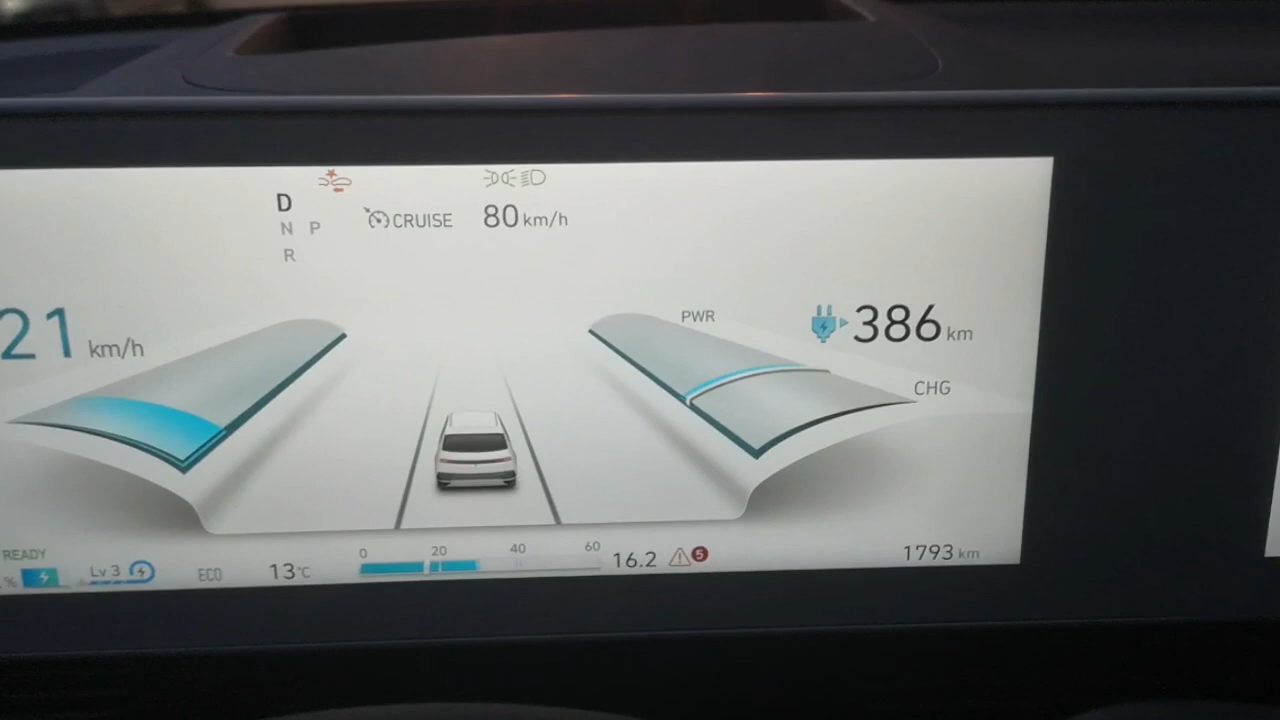 D
N P
R
CRUISE 80 km/h
21 km/h
PWR
386 km
CHG
READY
% Lv 3 ECO 13°C
0 20 40 60
16.2 5
1793 km